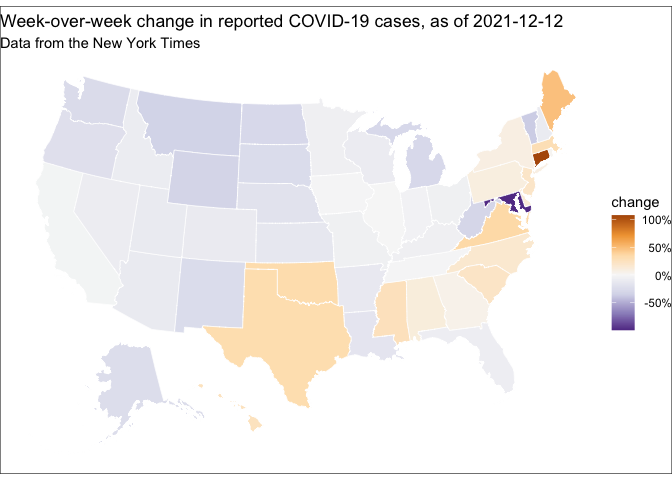 Week-over-week change in reported COVID-19 cases, as of 2021-12-12
Data from the New York Times
change
100%
50%
0%
-50%